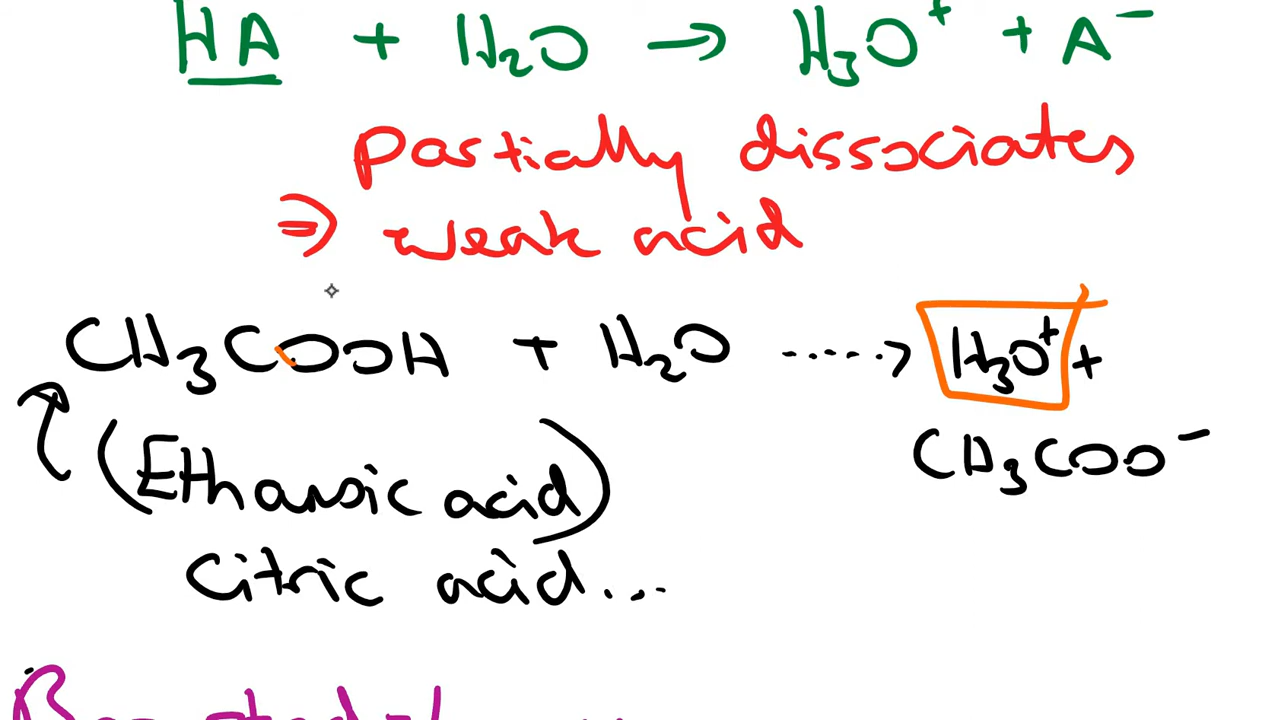 HA + H₂O → H₃O⁺ + A⁻
partially dissociates
⇒ weak acid
CH₃COOH + H₂O ·····> H₃O⁺ +
CH₃COO⁻
(Ethanoic acid)
Citric acid...